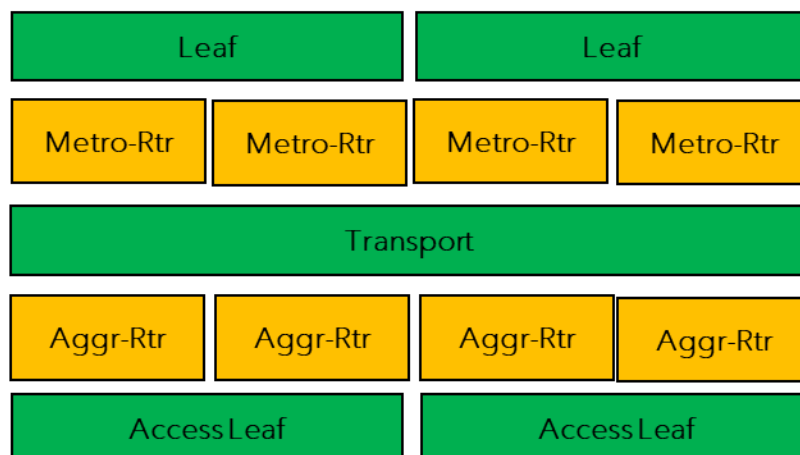 Leaf Leaf
Metro-Rtr Metro-Rtr Metro-Rtr Metro-Rtr
Transport
Aggr-Rtr Aggr-Rtr Aggr-Rtr Aggr-Rtr
Access Leaf Access Leaf